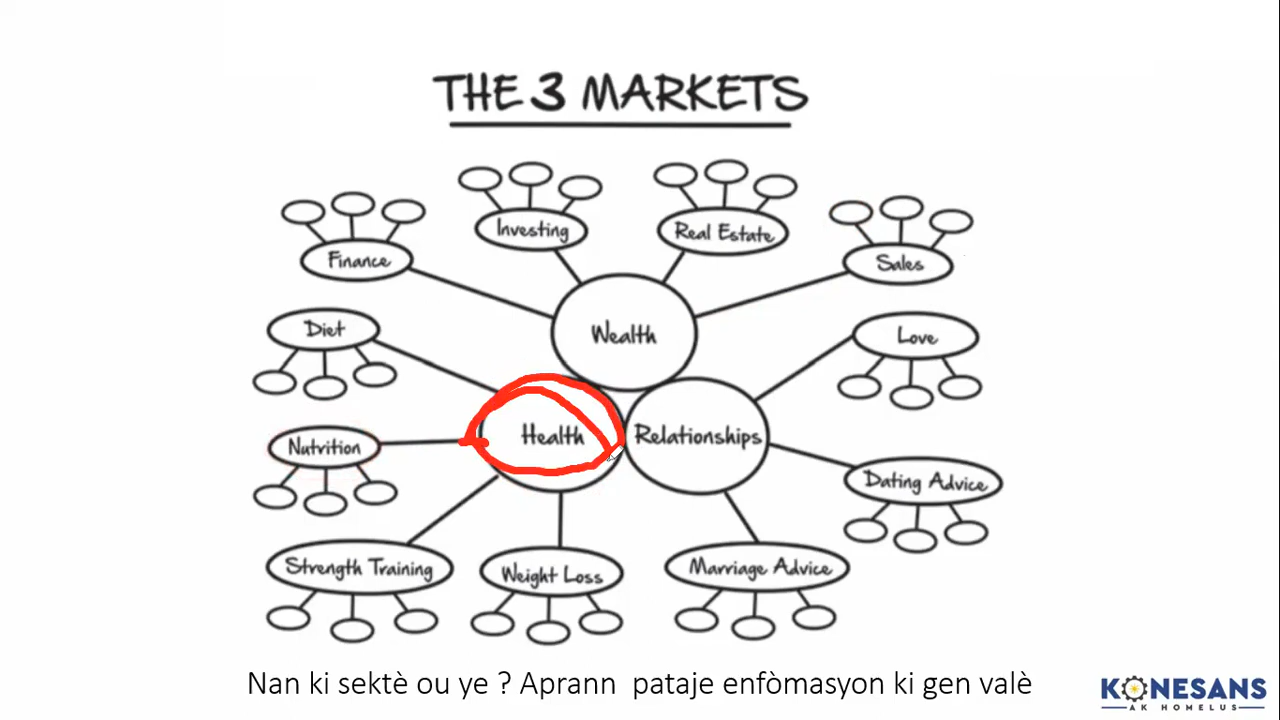 THE 3 MARKETS
Investing
Real Estate
Finance
Sales
Diet
Wealth
Love
Nutrition
Health
Relationships
Dating Advice
Strength Training
Weight Loss
Marriage Advice
Nan ki sektè ou ye ? Aprann pataje enfòmasyon ki gen valè
KONESANS
AK HOMELUS